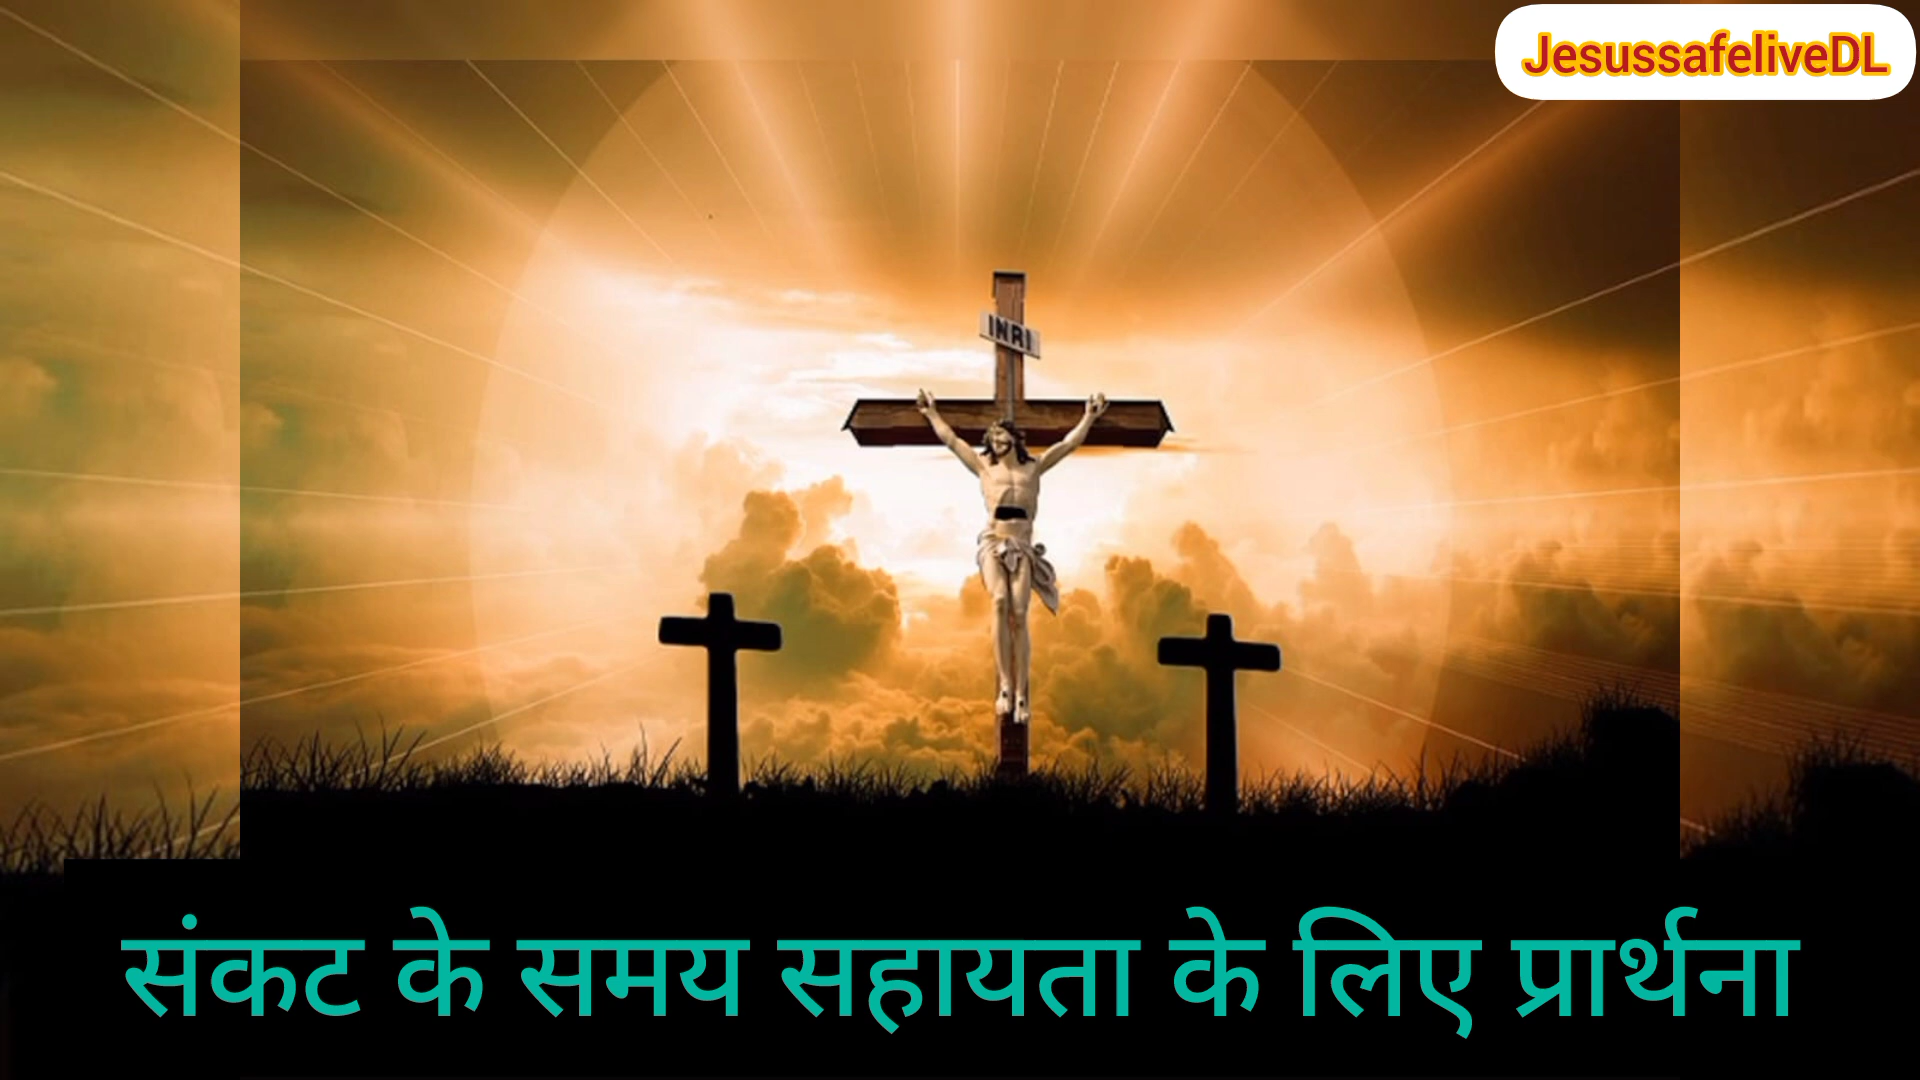 JesussafeliveDL
INRI
संकट के समय सहायता के लिए प्रार्थना